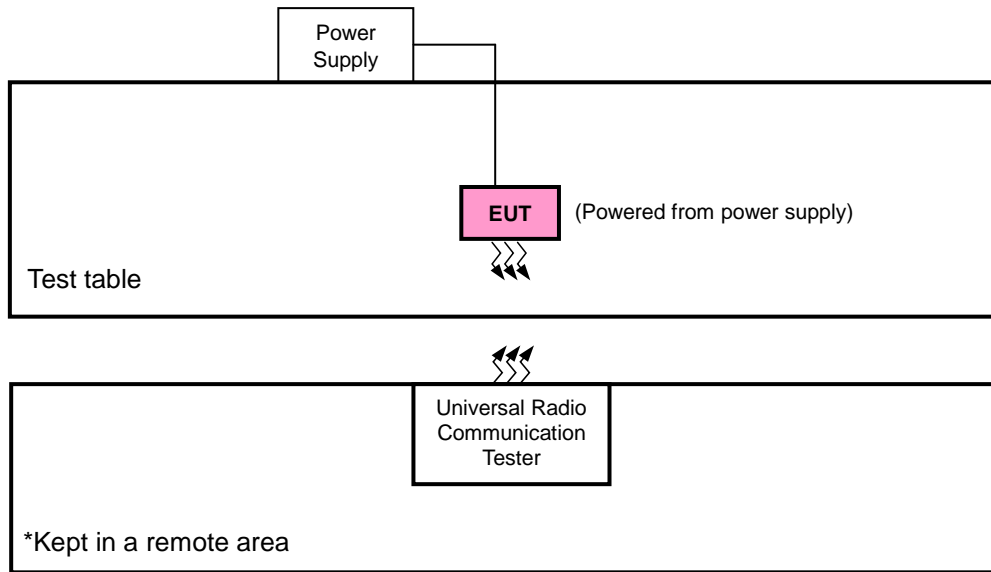 Power
Supply
EUT
(Powered from power supply)
Test table
Universal Radio
Communication
Tester
*Kept in a remote area